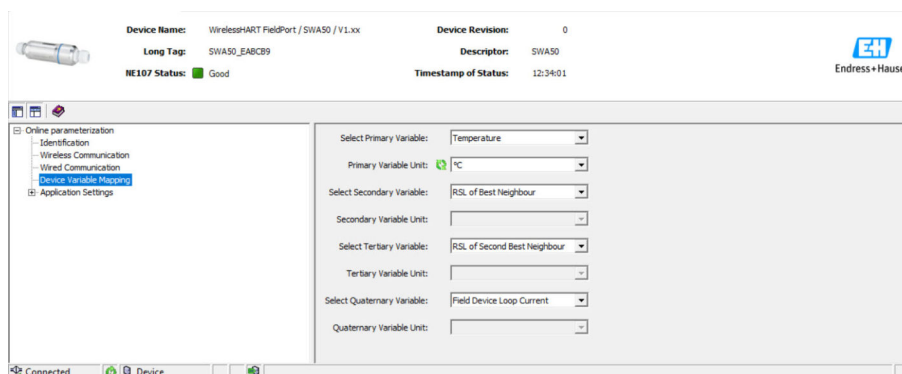 Device Name: WirelessHART FieldPort / SWA50 / V1.xx Device Revision: 0
Long Tag: SWA50_EABCB9 Descriptor: SWA50
NE107 Status: Good Timestamp of Status: 12:34:01
EH
Endress+Hause
Online parameterization
Identification
Wireless Communication
Wired Communication
Device Variable Mapping
Application Settings
Select Primary Variable: Temperature
Primary Variable Unit: °C
Select Secondary Variable: RSL of Best Neighbour
Secondary Variable Unit:
Select Tertiary Variable: RSL of Second Best Neighbour
Tertiary Variable Unit:
Select Quaternary Variable: Field Device Loop Current
Quaternary Variable Unit:
Connected Device